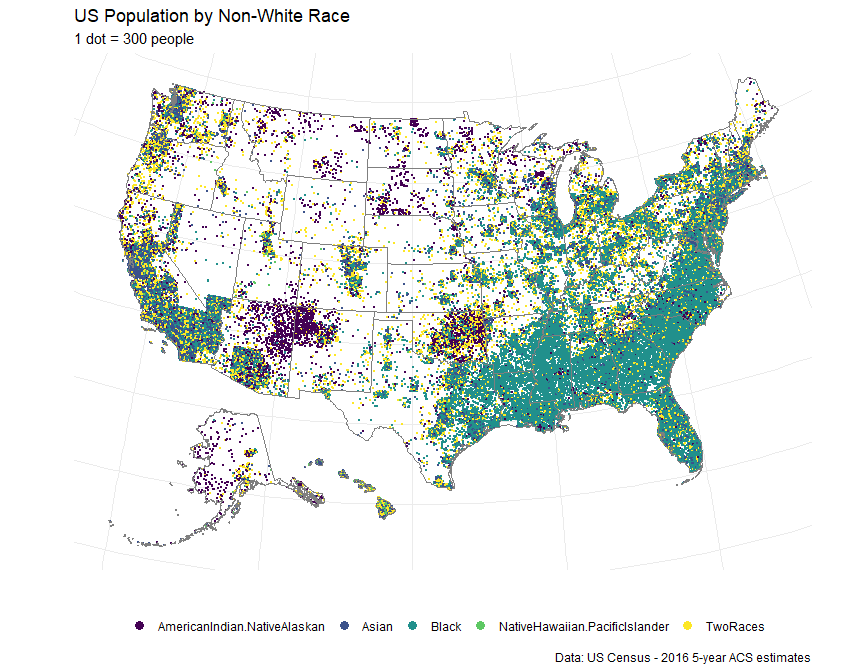 US Population by Non-White Race
1 dot = 300 people
AmericanIndian.NativeAlaskan Asian Black NativeHawaiian.PacificIslander TwoRaces
Data: US Census - 2016 5-year ACS estimates